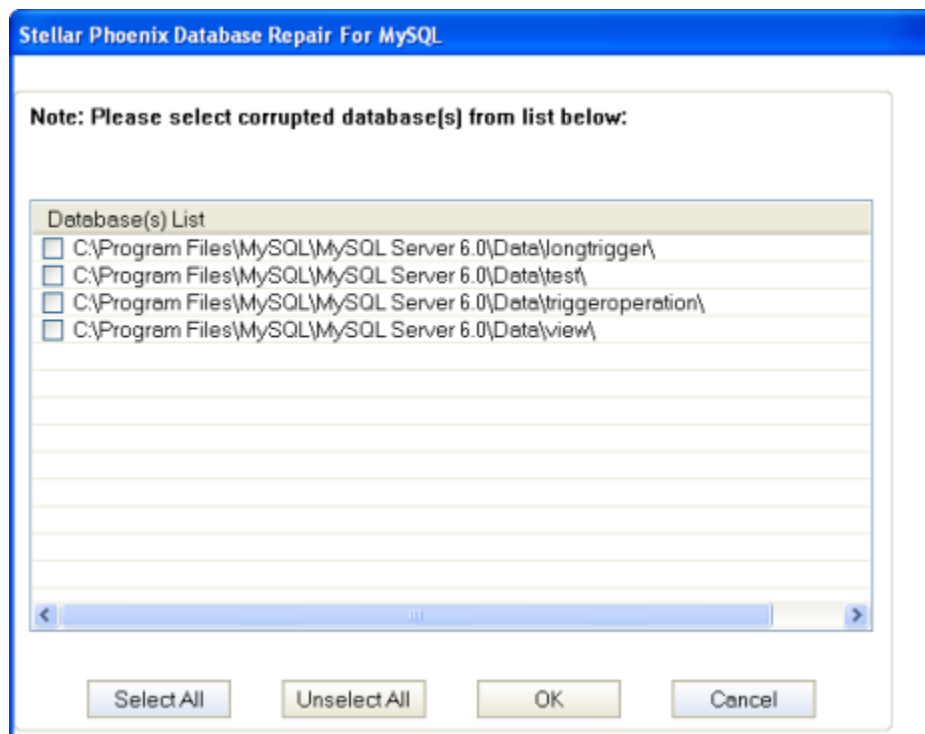 Stellar Phoenix Database Repair For MySQL
Note: Please select corrupted database(s) from list below:
Database(s) List
C:\Program Files\MySQL\MySQL Server 6.0\Data\longtrigger\
C:\Program Files\MySQL\MySQL Server 6.0\Data\test\
C:\Program Files\MySQL\MySQL Server 6.0\Data\triggeroperation\
C:\Program Files\MySQL\MySQL Server 6.0\Data\view\
Select All Unselect All OK Cancel